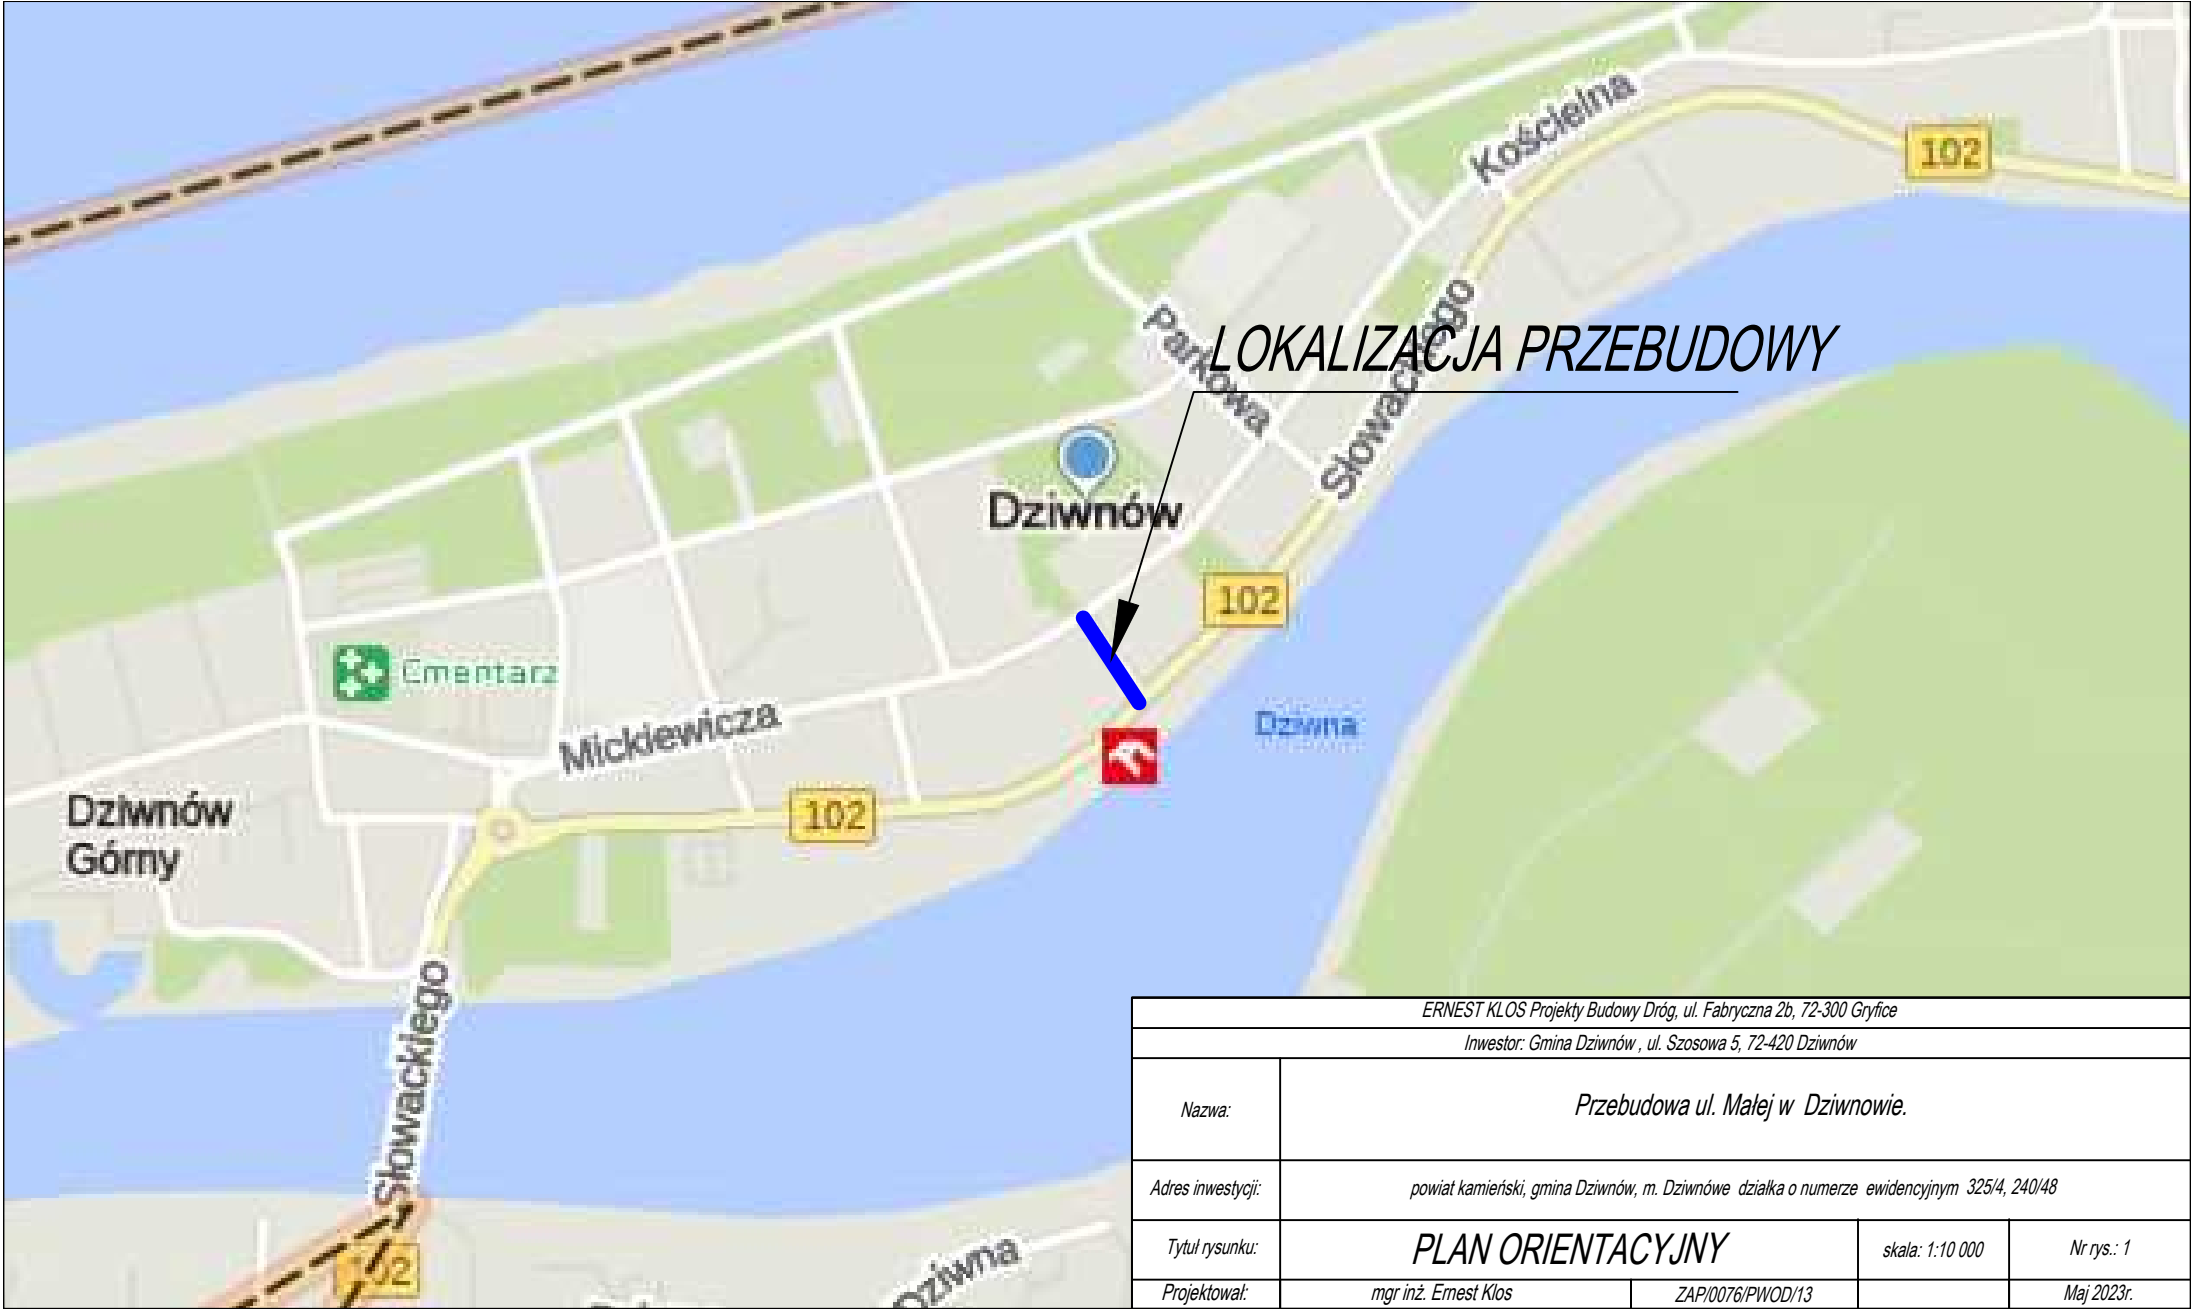 Kościelna
102
Parkowa
LOKALIZACJA PRZEBUDOWY
Słowackiego
Dziwnów
102
Cmentarz
Mickiewicza
Dziwna
102
Dziwnów
Górny
Słowackiego
102
Dziwna
ERNEST KLOS Projekty Budowy Dróg, ul. Fabryczna 2b, 72-300 Gryfice
Inwestor: Gmina Dziwnów , ul. Szosowa 5, 72-420 Dziwnów
Nazwa: Przebudowa ul. Małej w Dziwnowie.
Adres inwestycji: powiat kamieński, gmina Dziwnów, m. Dziwnówe działka o numerze ewidencyjnym 325/4, 240/48
Tytuł rysunku: PLAN ORIENTACYJNY skala: 1:10 000 Nr rys.: 1
Projektował: mgr inż. Ernest Klos ZAP/0076/PWOD/13 Maj 2023r.